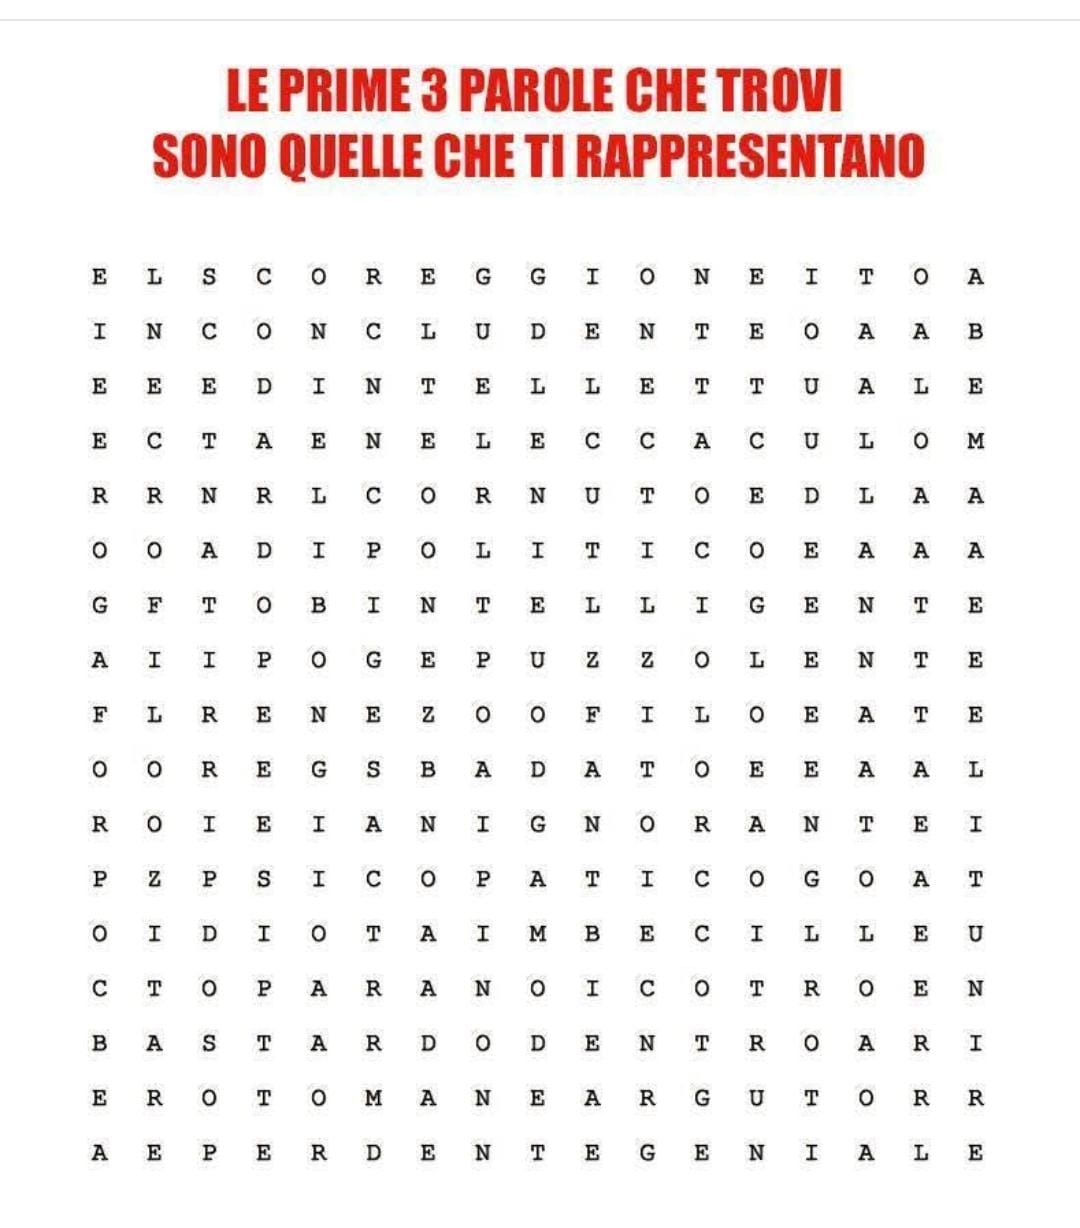 LE PRIME 3 PAROLE CHE TROVI
SONO QUELLE CHE TI RAPPRESENTANO
E L S C O R E G G I O N E I T O A
I N C O N C L U D E N T E O A A B
E E E D I N T E L L E T T U A L E
E C T A E N E L E C C A C U L O M
R R N R L C O R N U T O E D L A A
O O A D I P O L I T I C O E A A A
G F T O B I N T E L L I G E N T E
A I I P O G E P U Z Z O L E N T E
F L R E N E Z O O F I L O E A T E
O O R E G S B A D A T O E E A A L
R O I E I A N I G N O R A N T E I
P Z P S I C O P A T I C O G O A T
O I D I O T A I M B E C I L L E U
C T O P A R A N O I C O T R O E N
B A S T A R D O D E N T R O A R I
E R O T O M A N E A R G U T O R R
A E P E R D E N T E G E N I A L E